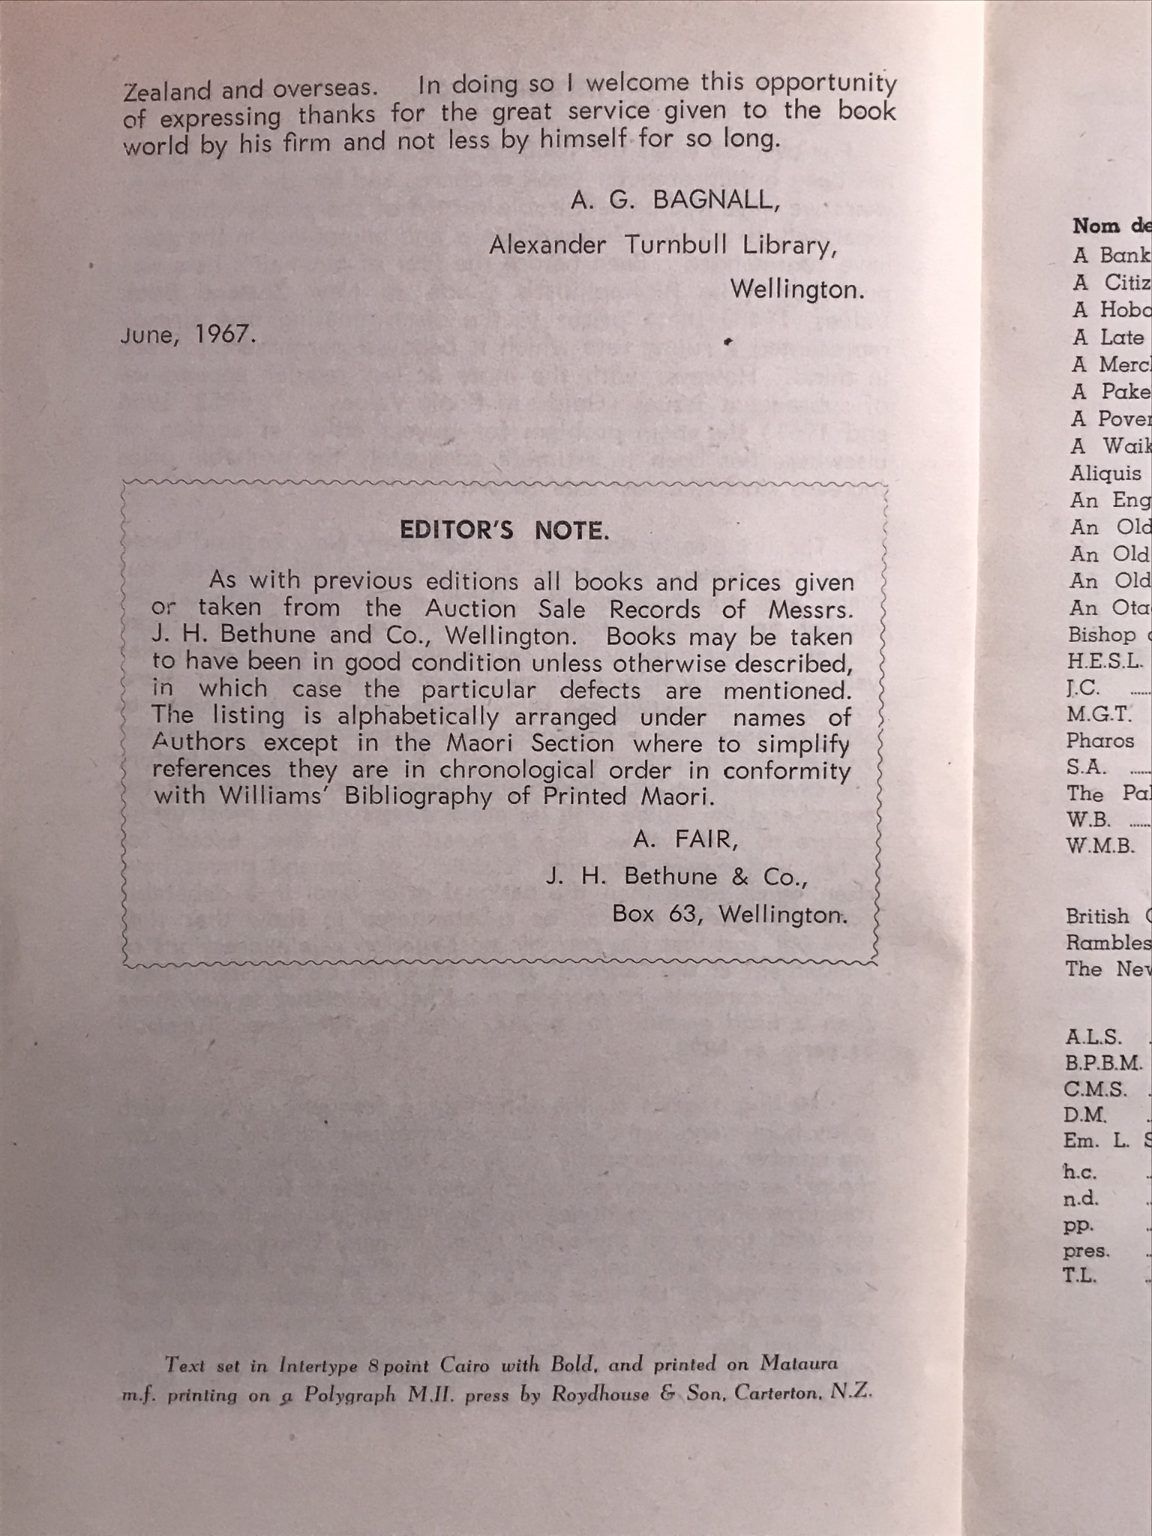 Zealand and overseas. In doing so I welcome this opportunity
of expressing thanks for the great service given to the book
world by his firm and not less by himself for so long.
A. G. BAGNALL,
Alexander Turnbull Library,
Wellington.
June, 1967.
EDITOR'S NOTE.
As with previous editions all books and prices given
or taken from the Auction Sale Records of Messrs.
J. H. Bethune and Co., Wellington. Books may be taken
to have been in good condition unless otherwise described,
in which case the particular defects are mentioned.
The listing is alphabetically arranged under names of
Authors except in the Maori Section where to simplify
references they are in chronological order in conformity
with Williams' Bibliography of Printed Maori.
A. FAIR,
J. H. Bethune & Co.,
Box 63, Wellington.
Text set in Intertype 8 point Cairo with Bold, and printed on Mataura
m.f. printing on a Polygraph M.II. press by Roydhouse & Son, Carterton, N.Z.
Nom de
A Bank
A Citiz
A Hobo
A Late
A Merch
A Pake
A Pover
A Waik
Aliquis
An Eng
An Old
An Old
An Old
An Ota
Bishop
H.E.S.L.
J.C. ......
M.G.T.
Pharos
S.A. ......
The Pa
W.B. ......
W.M.B.
British
Rambles
The New
A.L.S.
B.P.B.M.
C.M.S.
D.M.
Em. L. S
h.c.
n.d.
pp.
pres.
T.L.